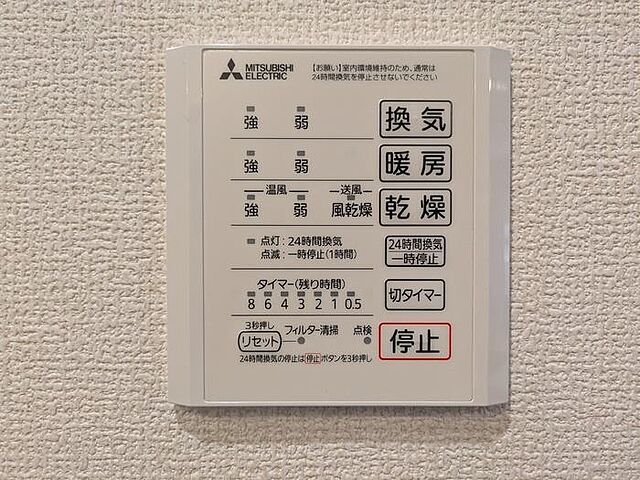 MITSUBISHI
ELECTRIC
【お願い】室内環境維持のため、通常は
24時間換気を停止させないでください
強 弱 換気
強 弱 暖房
温風 送風
強 弱 風乾燥 乾燥
点灯:24時間換気
点滅:一時停止(1時間)
24時間換気
一時停止
タイマー(残り時間)
8 6 4 3 2 1 0.5
切タイマー
3秒押し
リセット フィルター清掃 点検
停止
24時間換気の停止は停止ボタンを3秒押し